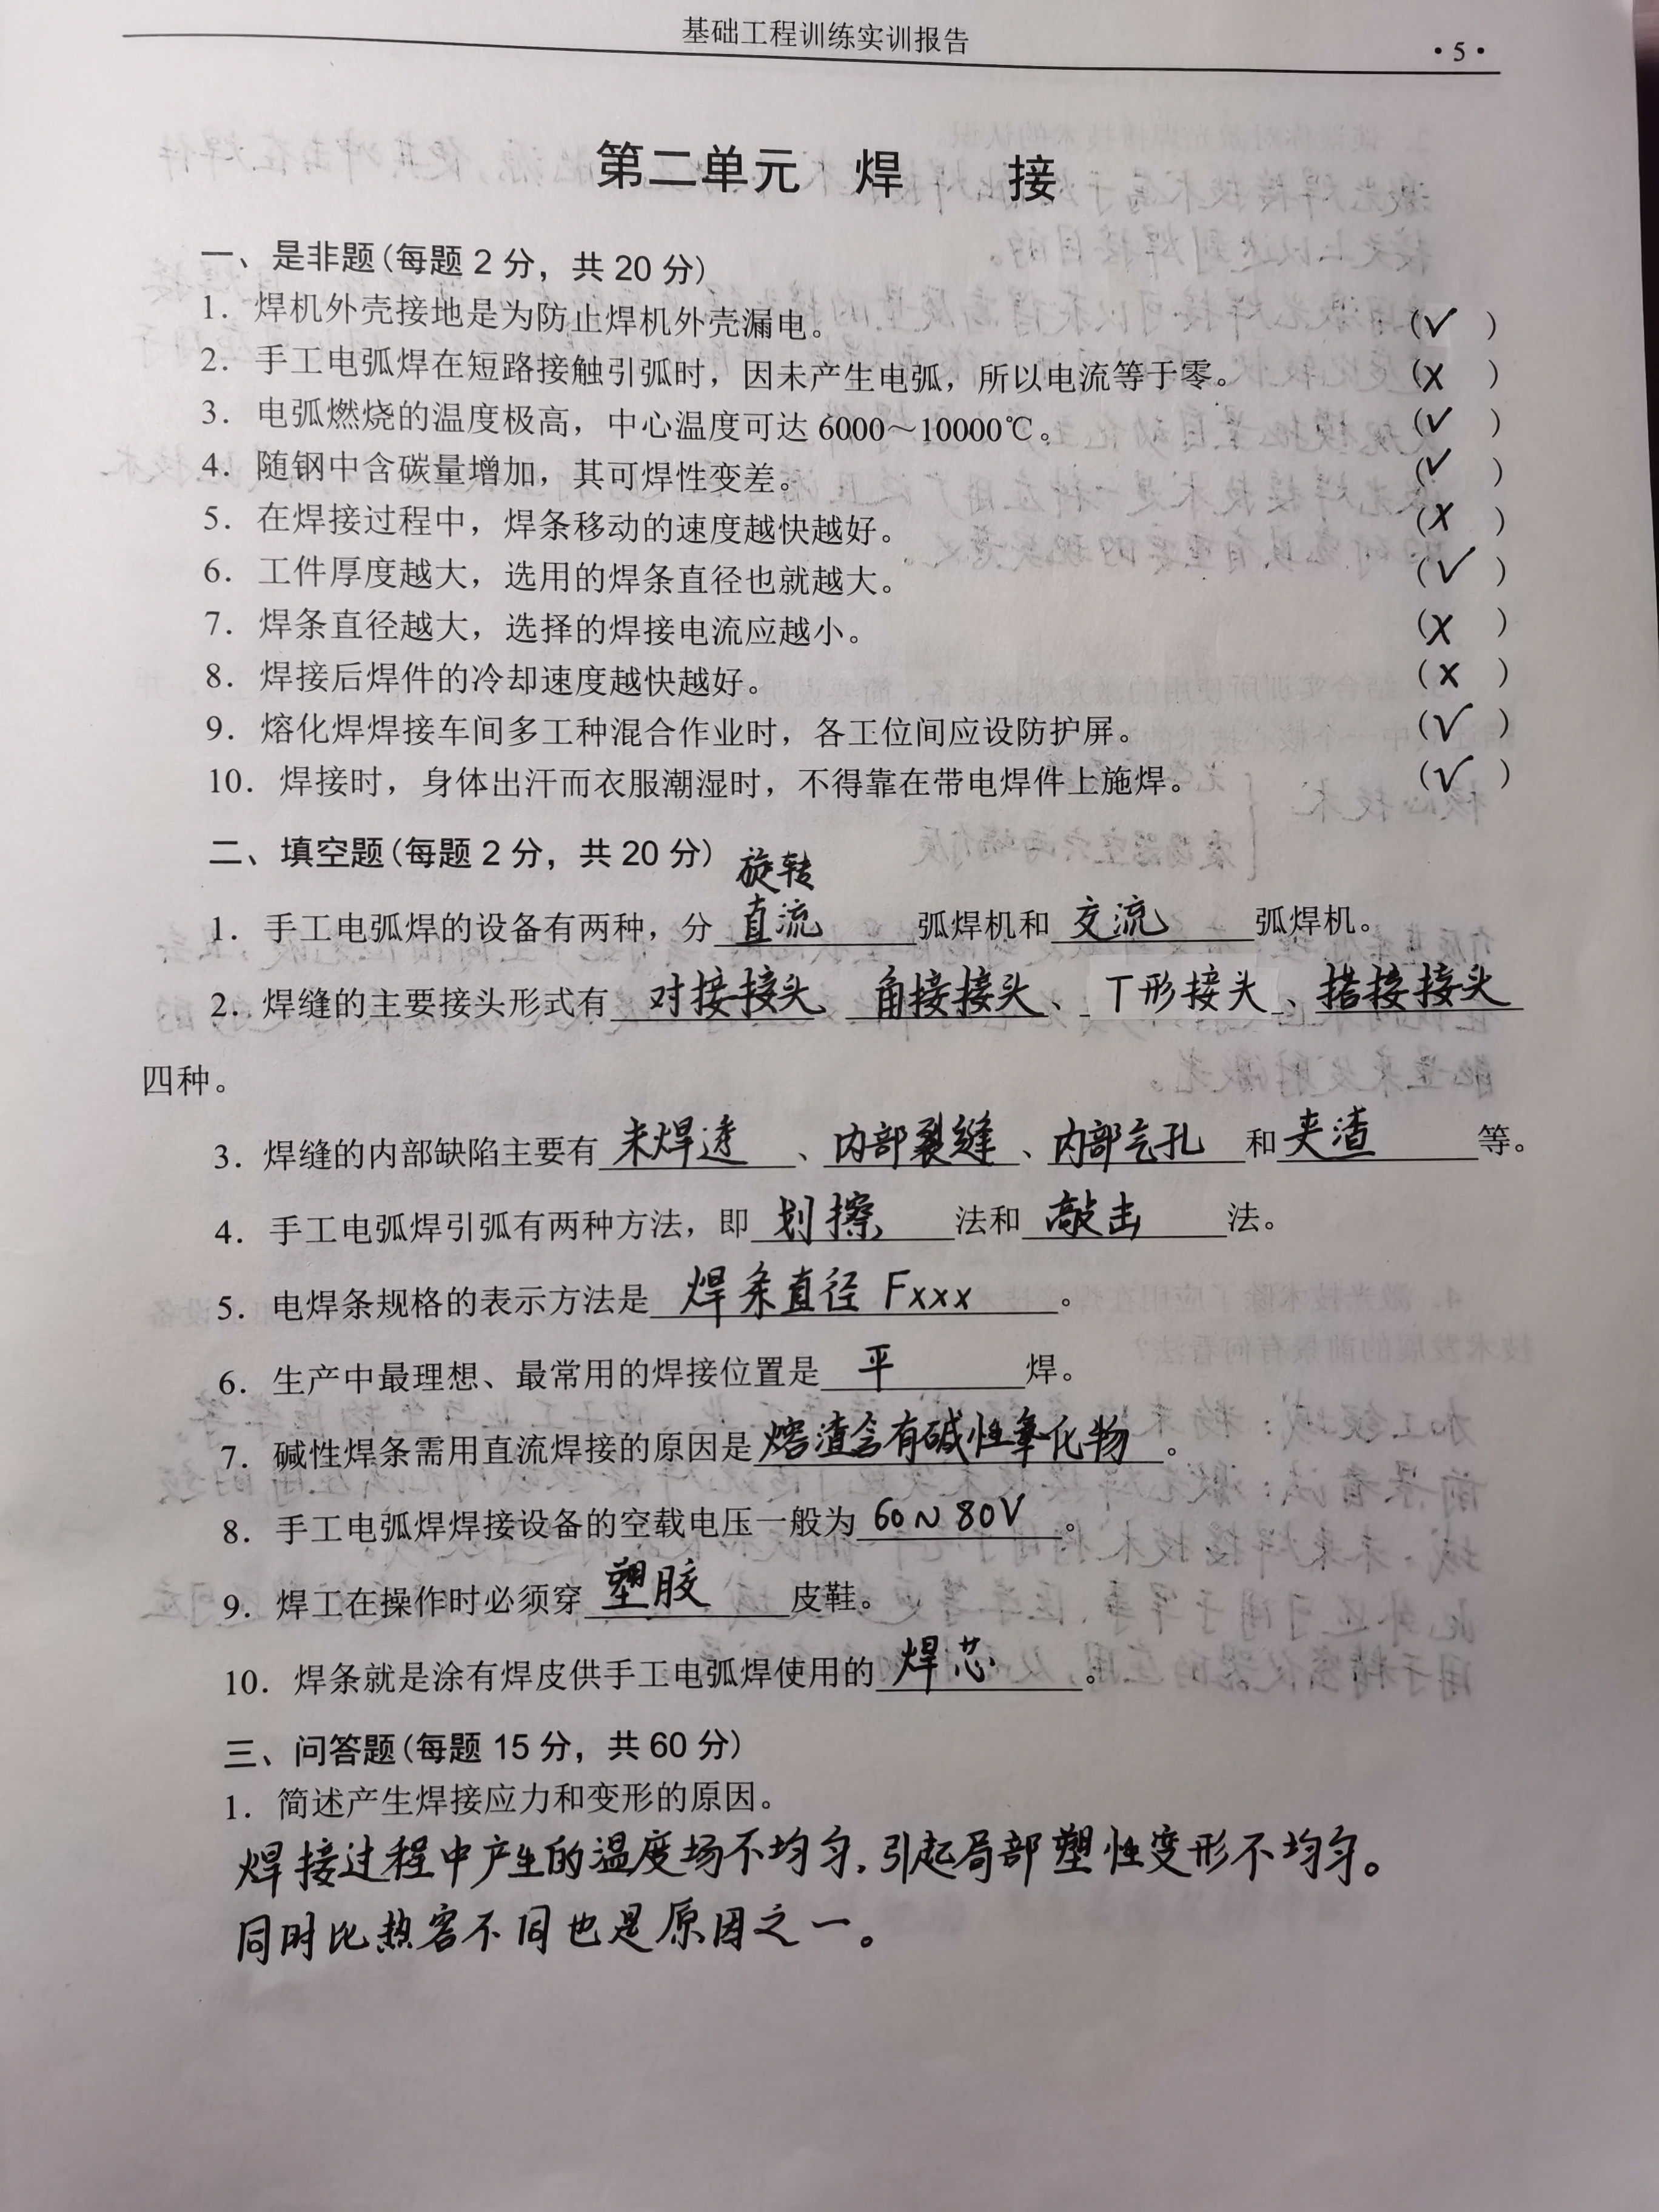 基础工程训练实训报告
·5·
第二单元 焊 接
一、是非题(每题2分，共20分)
1. 焊机外壳接地是为防止焊机外壳漏电。 (√)
2. 手工电弧焊在短路接触引弧时，因未产生电弧，所以电流等于零。 (X)
3. 电弧燃烧的温度极高，中心温度可达6000～10000℃。 (√)
4. 随钢中含碳量增加，其可焊性变差。 (√)
5. 在焊接过程中，焊条移动的速度越快越好。 (X)
6. 工件厚度越大，选用的焊条直径也就越大。 (√)
7. 焊条直径越大，选择的焊接电流应越小。 (X)
8. 焊接后焊件的冷却速度越快越好。 (X)
9. 熔化焊焊接车间多工种混合作业时，各工位间应设防护屏。 (√)
10. 焊接时，身体出汗而衣服潮湿时，不得靠在带电焊件上施焊。 (√)
二、填空题(每题2分，共20分)
旋转
1. 手工电弧焊的设备有两种，分直流弧焊机和交流弧焊机。
2. 焊缝的主要接头形式有对接接头、角接接头、T形接头、搭接接头
四种。
3. 焊缝的内部缺陷主要有未焊透、内部裂缝、内部气孔和夹渣等。
4. 手工电弧焊引弧有两种方法，即划擦法和敲击法。
5. 电焊条规格的表示方法是焊条直径Fxxx。
6. 生产中最理想、最常用的焊接位置是平焊。
7. 碱性焊条需用直流焊接的原因是熔渣含有碱性氧化物。
8. 手工电弧焊焊接设备的空载电压一般为60~80V。
9. 焊工在操作时必须穿塑胶皮鞋。
10. 焊条就是涂有焊皮供手工电弧焊使用的焊芯。
三、问答题(每题15分，共60分)
1. 简述产生焊接应力和变形的原因。
焊接过程中产生的温度场不均匀，引起局部塑性变形不均匀。
同时比热容不同也是原因之一。